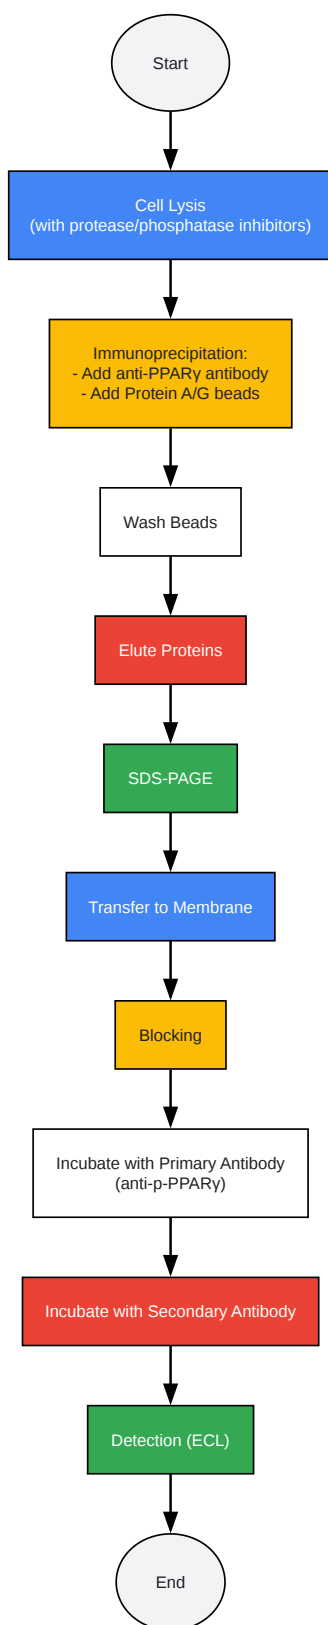 Start
Cell Lysis
(with protease/phosphatase inhibitors)
Immunoprecipitation:
- Add anti-PPARγ antibody
- Add Protein A/G beads
Wash Beads
Elute Proteins
SDS-PAGE
Transfer to Membrane
Blocking
Incubate with Primary Antibody
(anti-p-PPARγ)
Incubate with Secondary Antibody
Detection (ECL)
End